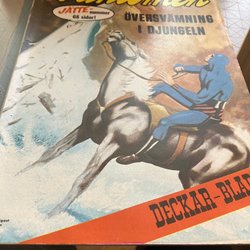 JÄTTE-nummer
68 sidor!
ÖVERSVÄMNING
I DJUNGELN
DECKAR-BLAD